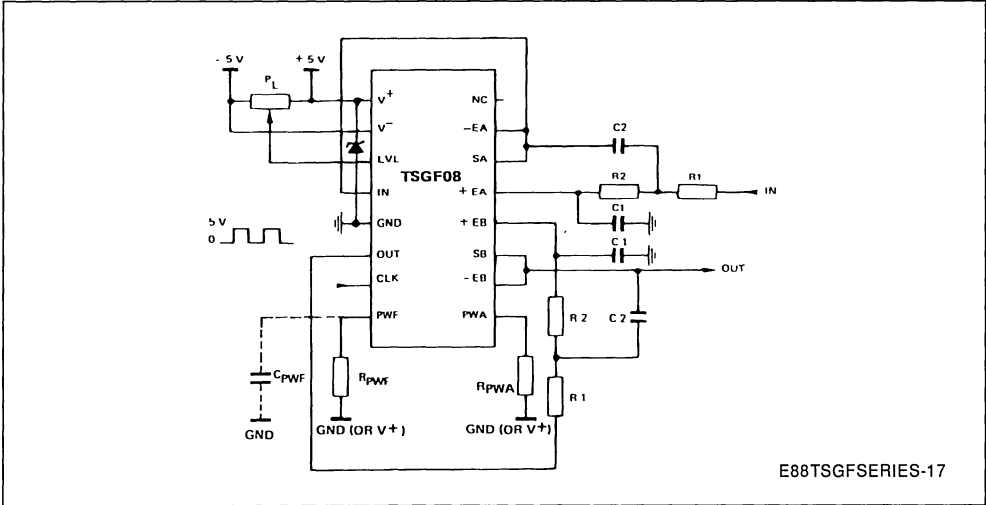 - 5 V
+ 5 V
PL
V+
V-
LVL
IN
GND
OUT
CLK
PWF
TSGF08
NC
-EA
SA
+ EA
+ EB
SB
- EB
PWA
C2
R2
R1
IN
C1
C 1
OUT
R 2
C 2
R 1
5 V
0
CPWF
GND
RPWF
GND (OR V+)
RPWA
GND (OR V+)
E88TSGFSERIES-17